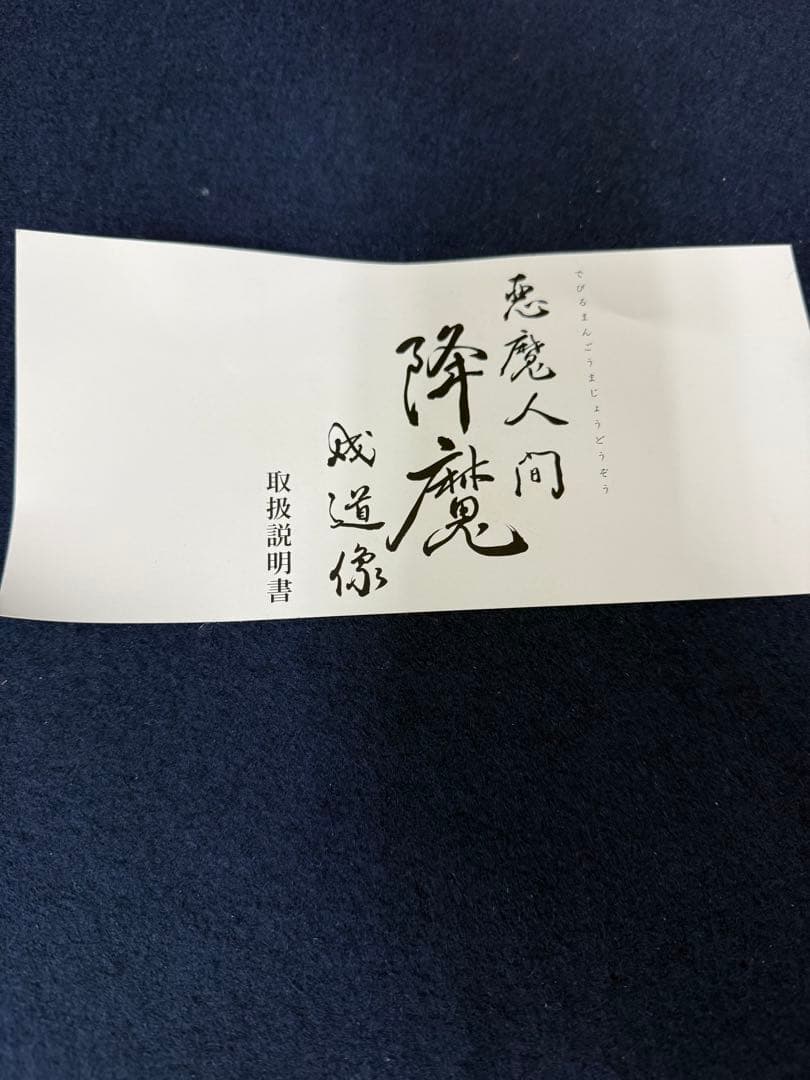 でびるまんごうまじょうどうぞう
悪魔人间
降魔
成道像
取扱説明書